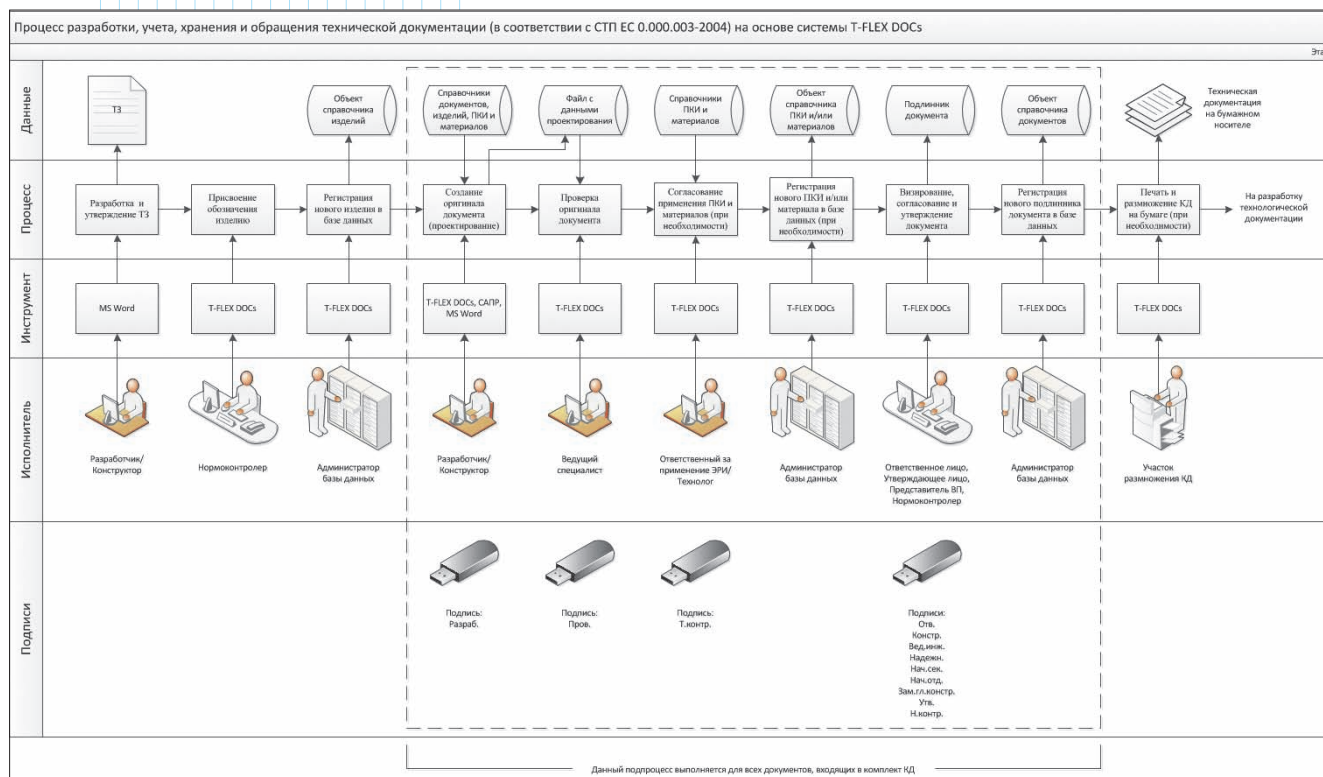 Процесс разработки, учета, хранения и обращения технической документации (в соответствии с СТП ЕС 0.000.003-2004) на основе системы T-FLEX DOCs
Эта
Данные
ТЗ
Объект
справочника
изделий
Справочники
документов,
изделий, ПКИ и
материалов
Файл с
данными
проектирования
Справочники
ПКИ и
материалов
Объект
справочника
ПКИ и/или
материалов
Подлинник
документа
Объект
справочника
документов
Техническая
документация
на бумажном
носителе
Процесс
Разработка и
утверждение ТЗ
Присвоение
обозначения
изделию
Регистрация
нового изделия в
базе данных
Создание
оригинала
документа
(проектирование)
Проверка
оригинала
документа
Согласование
применения ПКИ и
материалов (при
необходимости)
Регистрация
нового ПКИ и/или
материала в базе
данных (при
необходимости)
Визирование,
согласование и
утверждение
документа
Регистрация
нового подлинника
документа в базе
данных
Печать и
размножение КД
на бумаге (при
необходимости)
На разработку
технологической
документации
Инструмент
MS Word
T-FLEX DOCs
T-FLEX DOCs
T-FLEX DOCs, САПР,
MS Word
T-FLEX DOCs
T-FLEX DOCs
T-FLEX DOCs
T-FLEX DOCs
T-FLEX DOCs
T-FLEX DOCs
Исполнитель
Разработчик/
Конструктор
Нормоконтролер
Администратор
базы данных
Разработчик/
Конструктор
Ведущий
специалист
Ответственный за
применение ЭРИ/
Технолог
Администратор
базы данных
Ответственное лицо,
Утверждающее лицо,
Представитель ВП,
Нормоконтролер
Администратор
базы данных
Участок
размножения КД
Подписи
Подпись:
Разраб.
Подпись:
Пров.
Подпись:
Т.контр.
Подписи:
Отв.
Констр.
Вед.инж.
Надежн.
Нач.сек.
Нач.отд.
Зам.гл.констр.
Утв.
Н.контр.
Данный подпроцесс выполняется для всех документов, входящих в комплект КД